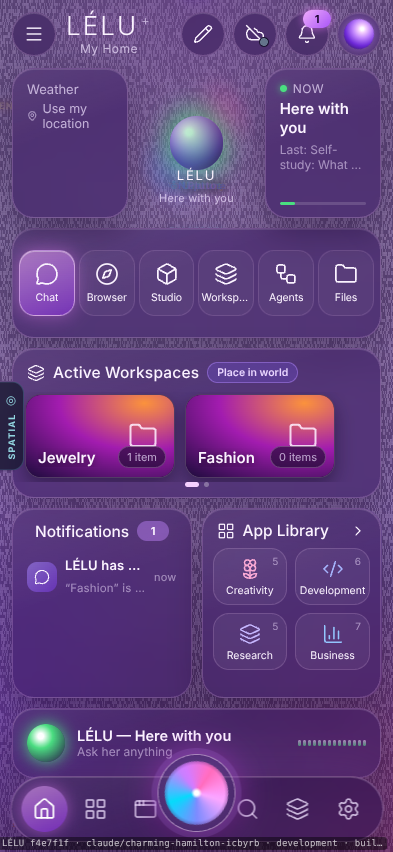 LÉLU +
My Home
1
Weather
Use my
location
LÉLU
Here with you
NOW
Here with
you
Last: Self-
study: What ...
Chat
Browser
Studio
Worksp...
Agents
Files
Active Workspaces
Place in world
SPATIAL
Jewelry
1 item
Fashion
0 items
Notifications
1
LÉLU has ...
now
“Fashion” is ...
App Library
Creativity
5
Development
6
Research
5
Business
7
LÉLU — Here with you
Ask her anything
LÉLU f4e7f1f · claude/charming-hamilton-icbyrb · development · buil…